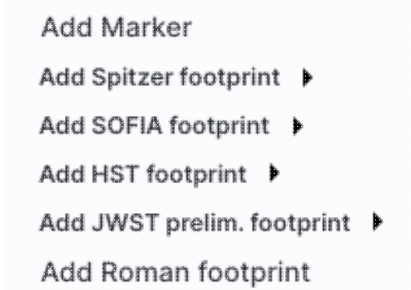 Add Marker
Add Spitzer footprint
Add SOFIA footprint
Add HST footprint
Add JWST prelim. footprint
Add Roman footprint